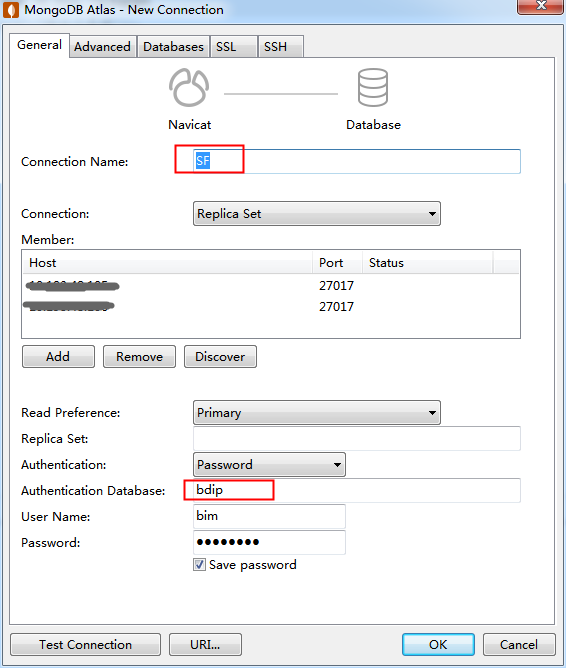 MongoDB Atlas - New Connection
General Advanced Databases SSL SSH
Navicat Database
Connection Name: SF
Connection: Replica Set
Member:
Host Port Status
27017
27017
Add Remove Discover
Read Preference: Primary
Replica Set:
Authentication: Password
Authentication Database: bdip
User Name: bim
Password: ●●●●●●●●
Save password
Test Connection URI... OK Cancel